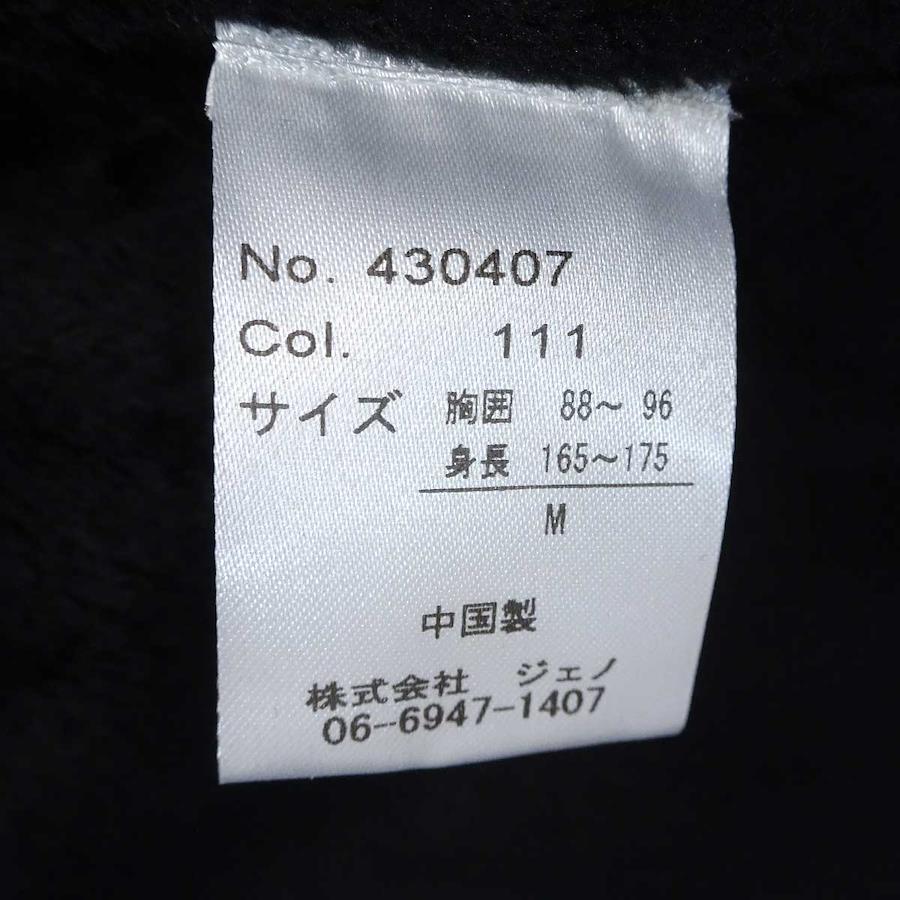 No. 430407
Col. 111
サイズ 胸囲 88～ 96
身長 165～175
M
中国製
株式会社 ジェノ
06-6947-1407